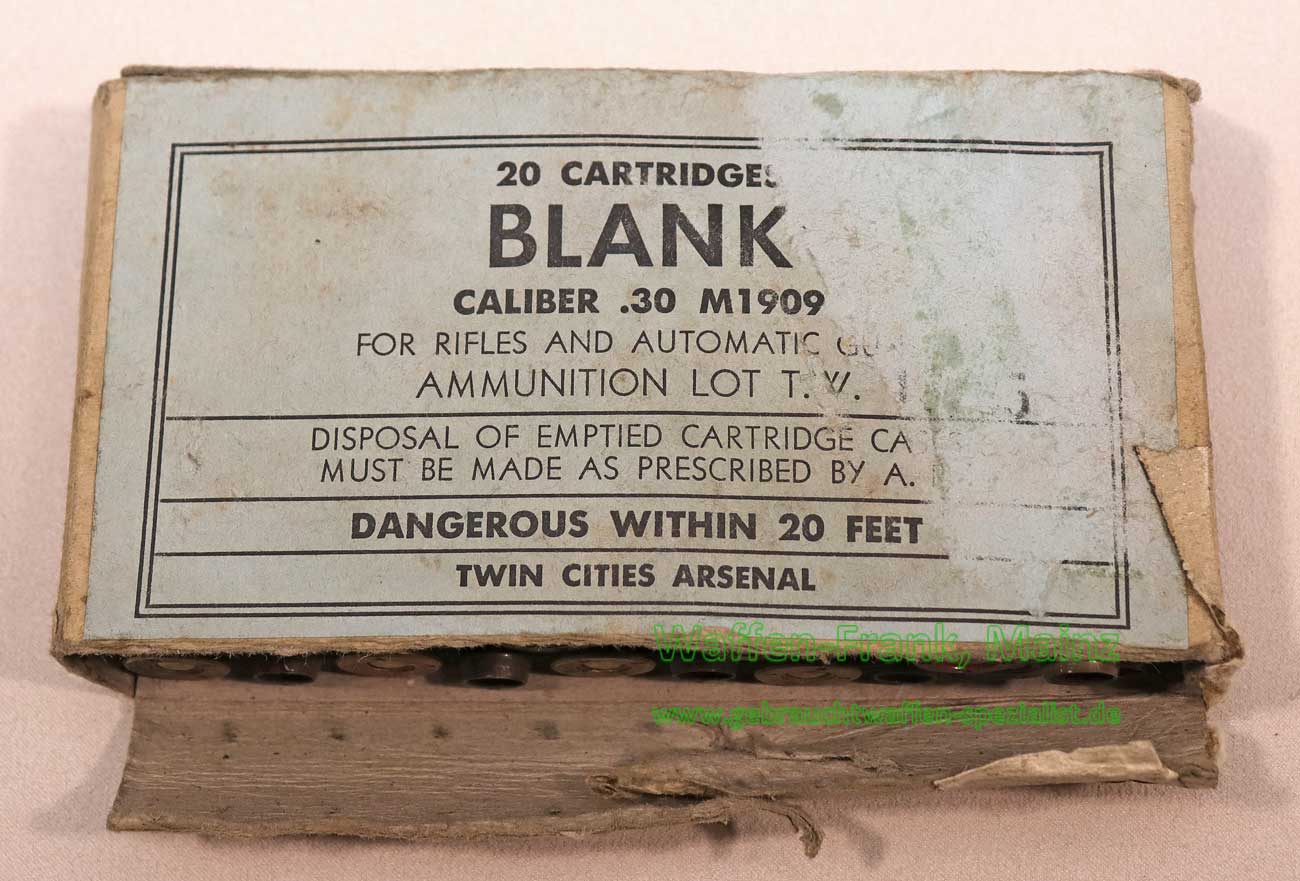 20 CARTRIDGES
BLANK
CALIBER .30 M1909
FOR RIFLES AND AUTOMATIC
AMMUNITION LOT T.W.
DISPOSAL OF EMPTIED CARTRIDGE CA
MUST BE MADE AS PRESCRIBED BY A.
DANGEROUS WITHIN 20 FEET
TWIN CITIES ARSENAL
Waffen-Frank, Mainz
www.gebrauchtwaffen-spezialist.de